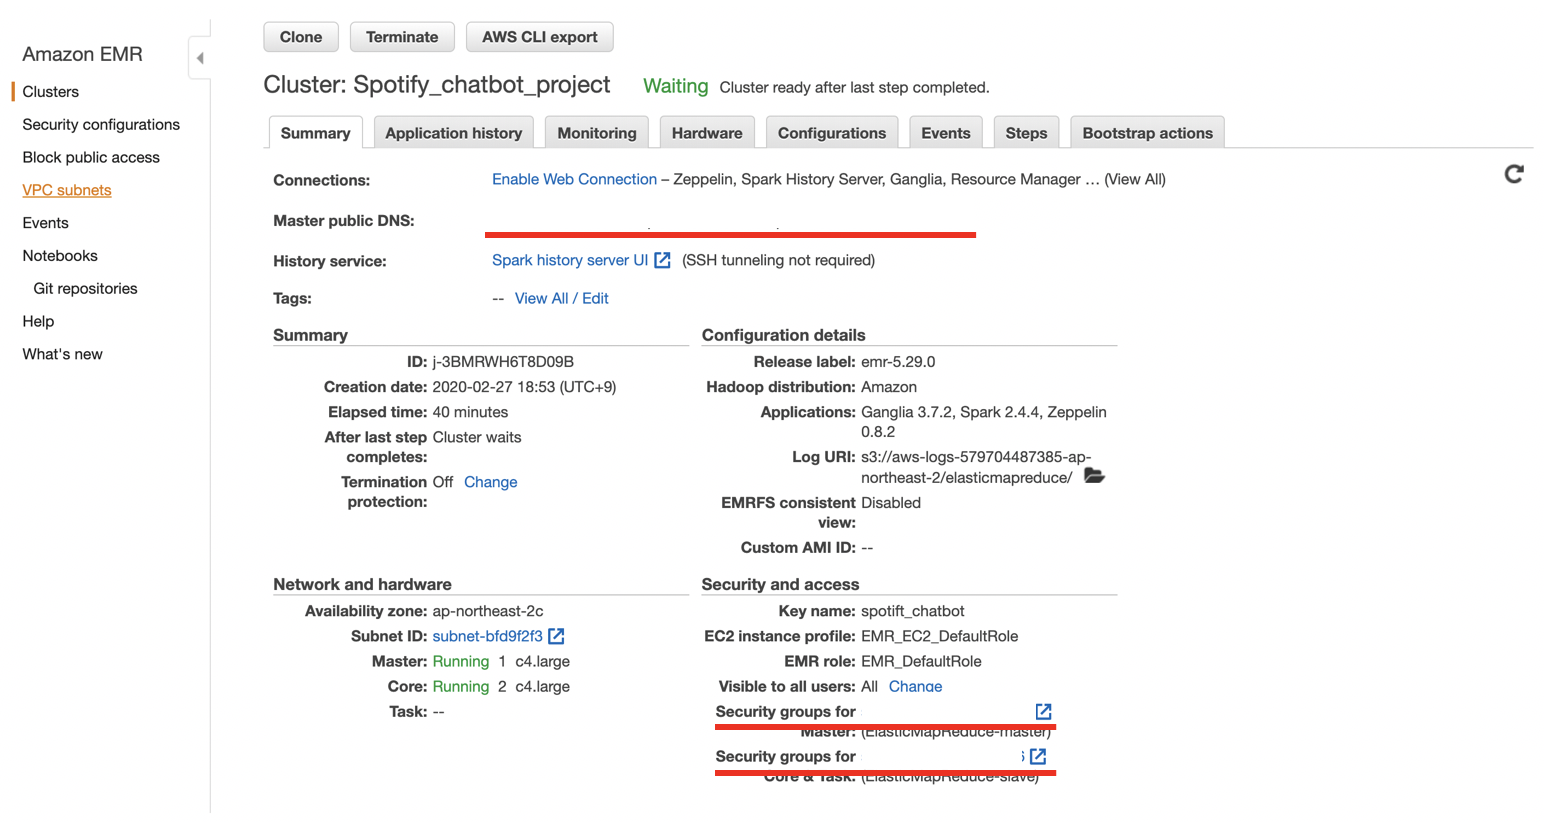 Clone Terminate AWS CLI export
Amazon EMR
Cluster: Spotify_chatbot_project Waiting Cluster ready after last step completed.
Clusters
Security configurations
Block public access
VPC subnets
Events
Notebooks
Git repositories
Help
What's new
Summary Application history Monitoring Hardware Configurations Events Steps Bootstrap actions
Connections: Enable Web Connection – Zeppelin, Spark History Server, Ganglia, Resource Manager … (View All)
Master public DNS:
History service: Spark history server UI (SSH tunneling not required)
Tags: -- View All / Edit
Summary
ID: j-3BMRWH6T8D09B
Creation date: 2020-02-27 18:53 (UTC+9)
Elapsed time: 40 minutes
After last step Cluster waits
completes:
Termination Off Change
protection:
Configuration details
Release label: emr-5.29.0
Hadoop distribution: Amazon
Applications: Ganglia 3.7.2, Spark 2.4.4, Zeppelin
0.8.2
Log URI: s3://aws-logs-579704487385-ap-
northeast-2/elasticmapreduce/
EMRFS consistent Disabled
view:
Custom AMI ID: --
Network and hardware
Availability zone: ap-northeast-2c
Subnet ID: subnet-bfd9f2f3
Master: Running 1 c4.large
Core: Running 2 c4.large
Task: --
Security and access
Key name: spotift_chatbot
EC2 instance profile: EMR_EC2_DefaultRole
EMR role: EMR_DefaultRole
Visible to all users: All Change
Security groups for
Master: (ElasticMapReduce-master)
Security groups for
Core & Task: (ElasticMapReduce-slave)